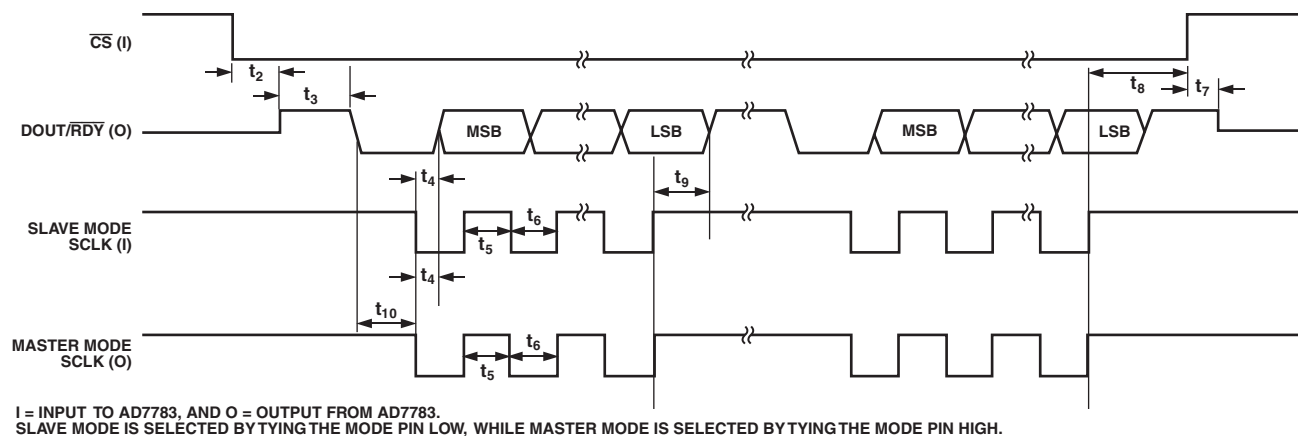 CS (I)
t2
t3
t8
t7
DOUT/RDY (O)
MSB
LSB
MSB
LSB
t4
t9
SLAVE MODE
SCLK (I)
t5
t6
t4
t10
MASTER MODE
SCLK (O)
t5
t6
I = INPUT TO AD7783, AND O = OUTPUT FROM AD7783.
SLAVE MODE IS SELECTED BY TYING THE MODE PIN LOW, WHILE MASTER MODE IS SELECTED BY TYING THE MODE PIN HIGH.